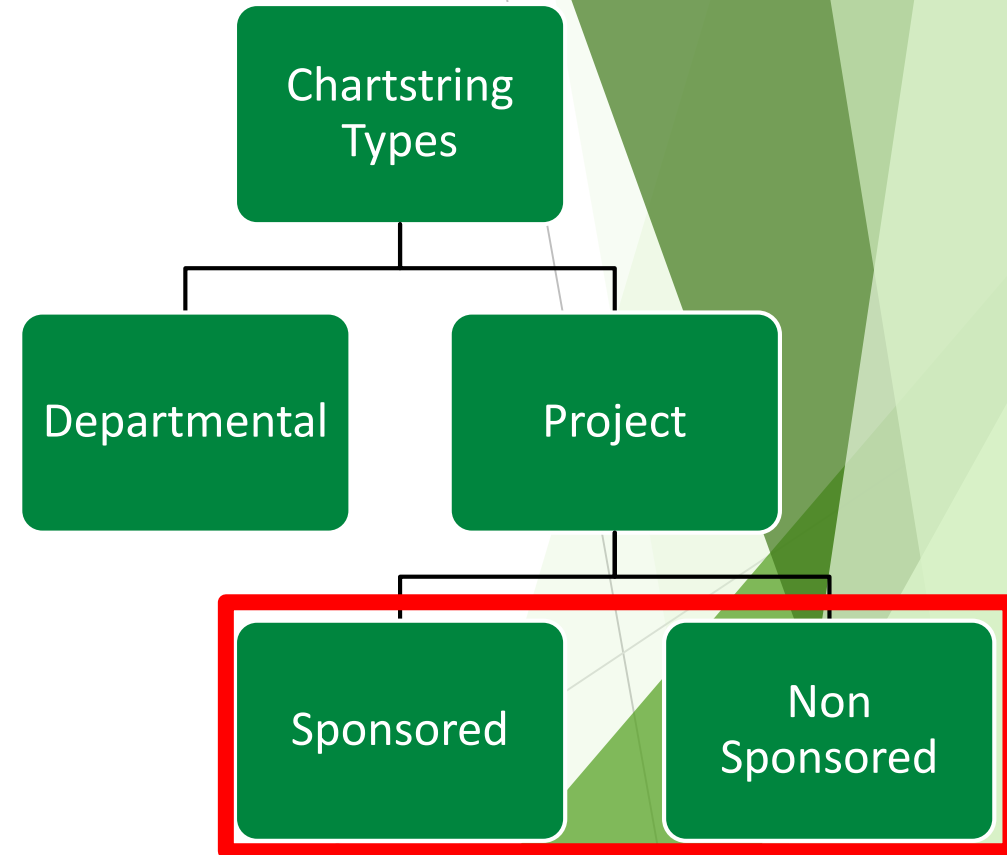 Chartstring
Types
Departmental
Project
Sponsored
Non
Sponsored